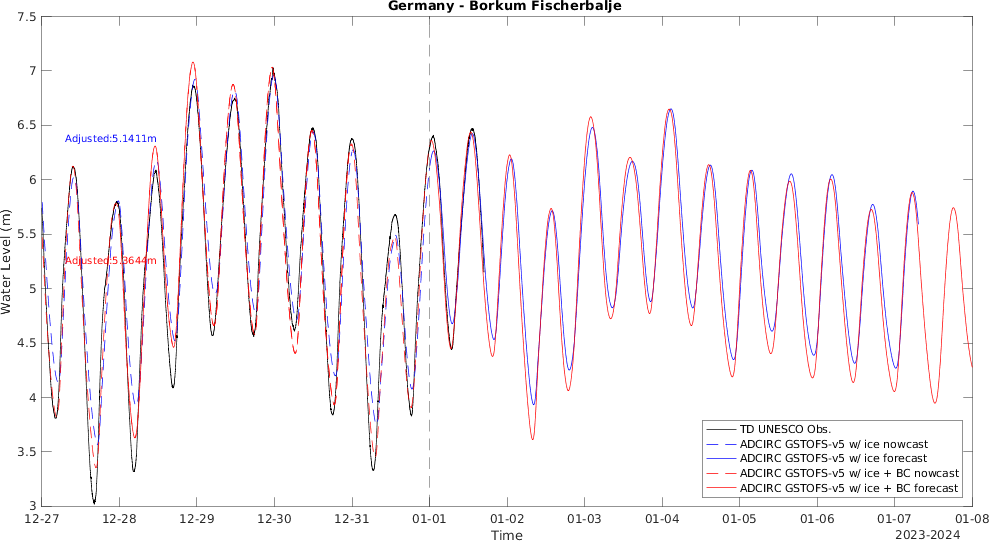 Germany - Borkum Fischerbalje
7.5
7
6.5
6
5.5
5
4.5
4
3.5
3
Water Level (m)
Adjusted:5.1411m
Adjusted:5.3644m
TD UNESCO Obs.
ADCIRC GSTOFS-v5 w/ ice nowcast
ADCIRC GSTOFS-v5 w/ ice forecast
ADCIRC GSTOFS-v5 w/ ice + BC nowcast
ADCIRC GSTOFS-v5 w/ ice + BC forecast
12-27 12-28 12-29 12-30 12-31 01-01 01-02 01-03 01-04 01-05 01-06 01-07 01-08
Time
2023-2024